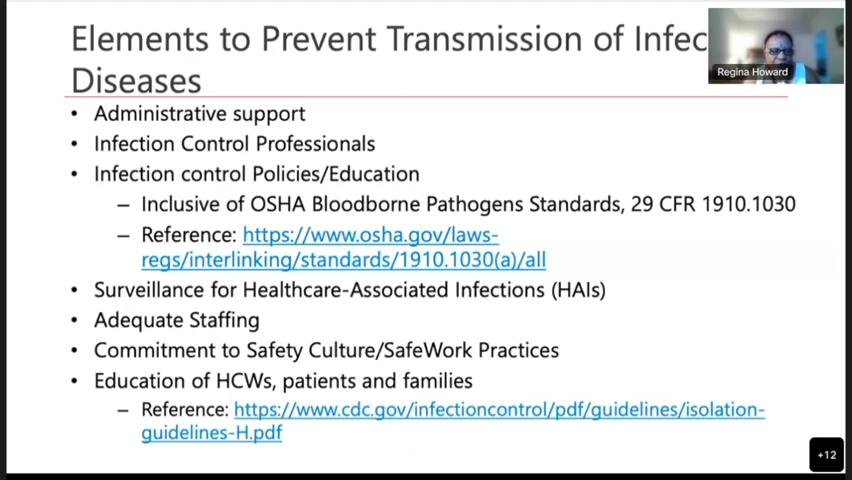 Elements to Prevent Transmission of Infec
Diseases
Regina Howard
• Administrative support
• Infection Control Professionals
• Infection control Policies/Education
– Inclusive of OSHA Bloodborne Pathogens Standards, 29 CFR 1910.1030
– Reference: https://www.osha.gov/laws-
regs/interlinking/standards/1910.1030(a)/all
• Surveillance for Healthcare-Associated Infections (HAIs)
• Adequate Staffing
• Commitment to Safety Culture/SafeWork Practices
• Education of HCWs, patients and families
– Reference: https://www.cdc.gov/infectioncontrol/pdf/guidelines/isolation-
guidelines-H.pdf
+12